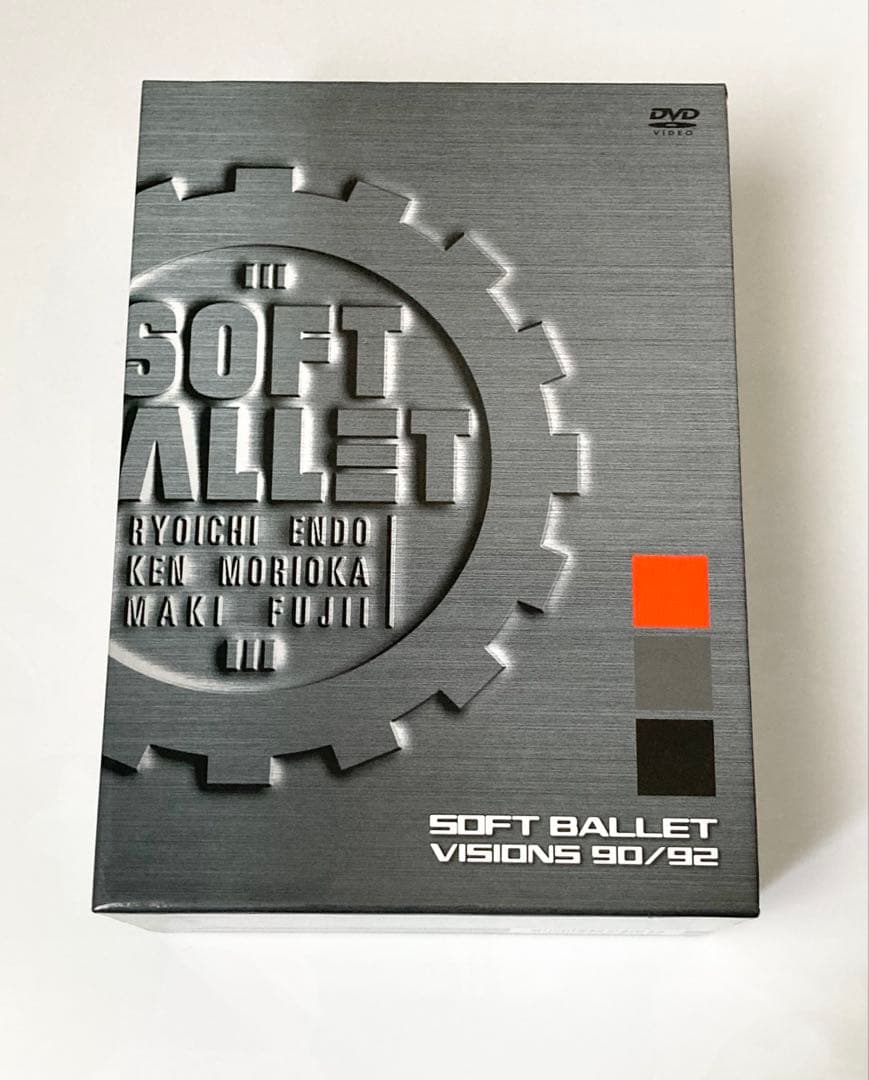 DVD
VIDEO
SOFT
ALLET
RYOICHI ENDO
KEN MORIOKA
MAKI FUJII
SOFT BALLET
VISIONS 90/92